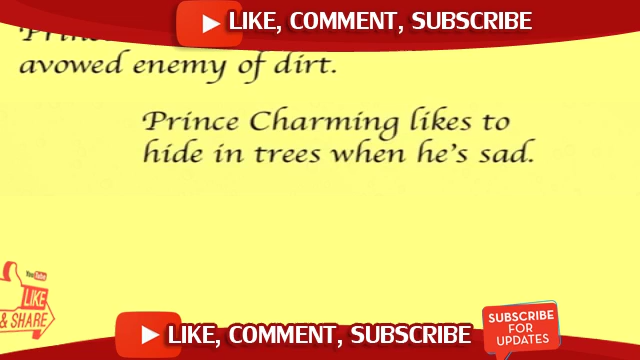 LIKE, COMMENT, SUBSCRIBE
avowed enemy of dirt.
Prince Charming likes to
hide in trees when he's sad.
YouTube
LIKE
& SHARE
LIKE, COMMENT, SUBSCRIBE
SUBSCRIBE
FOR
UPDATES